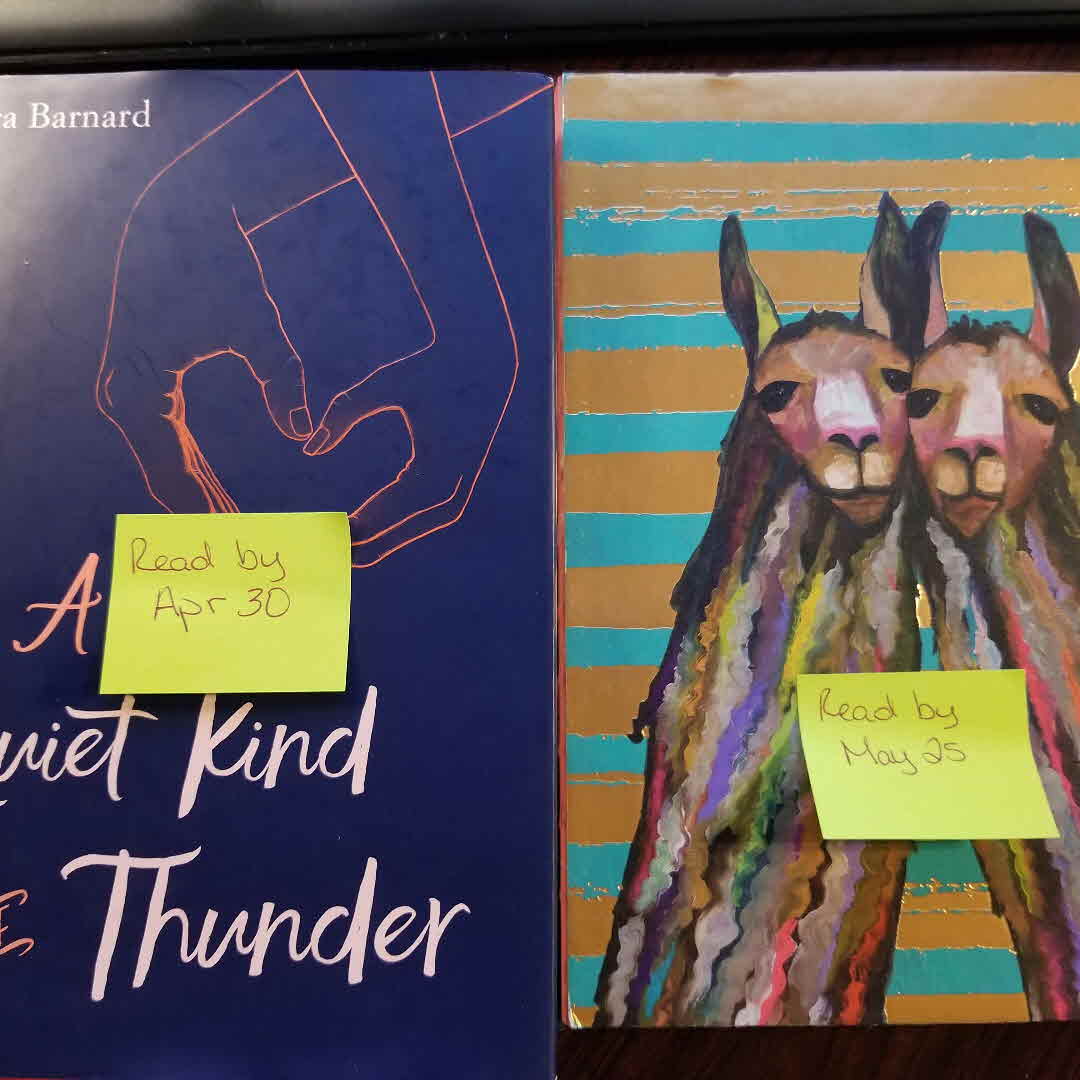 ra Barnard
Read by
Apr 30
A
uiet Kind
Thunder
Read by
May 25